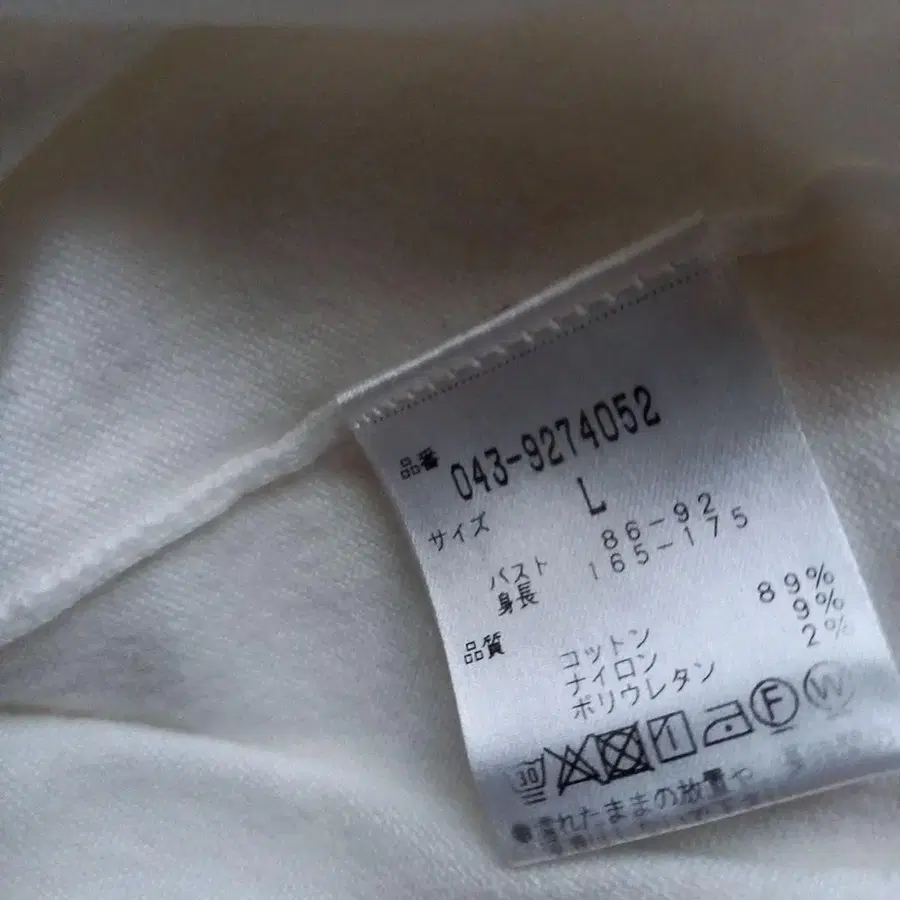 品番 043-9274052
サイズ L
バスト 86-92
身長 165-175
品質 コットン 89%
ナイロン 9%
ポリウレタン 2%
30 F W
●濡れたままの放置や